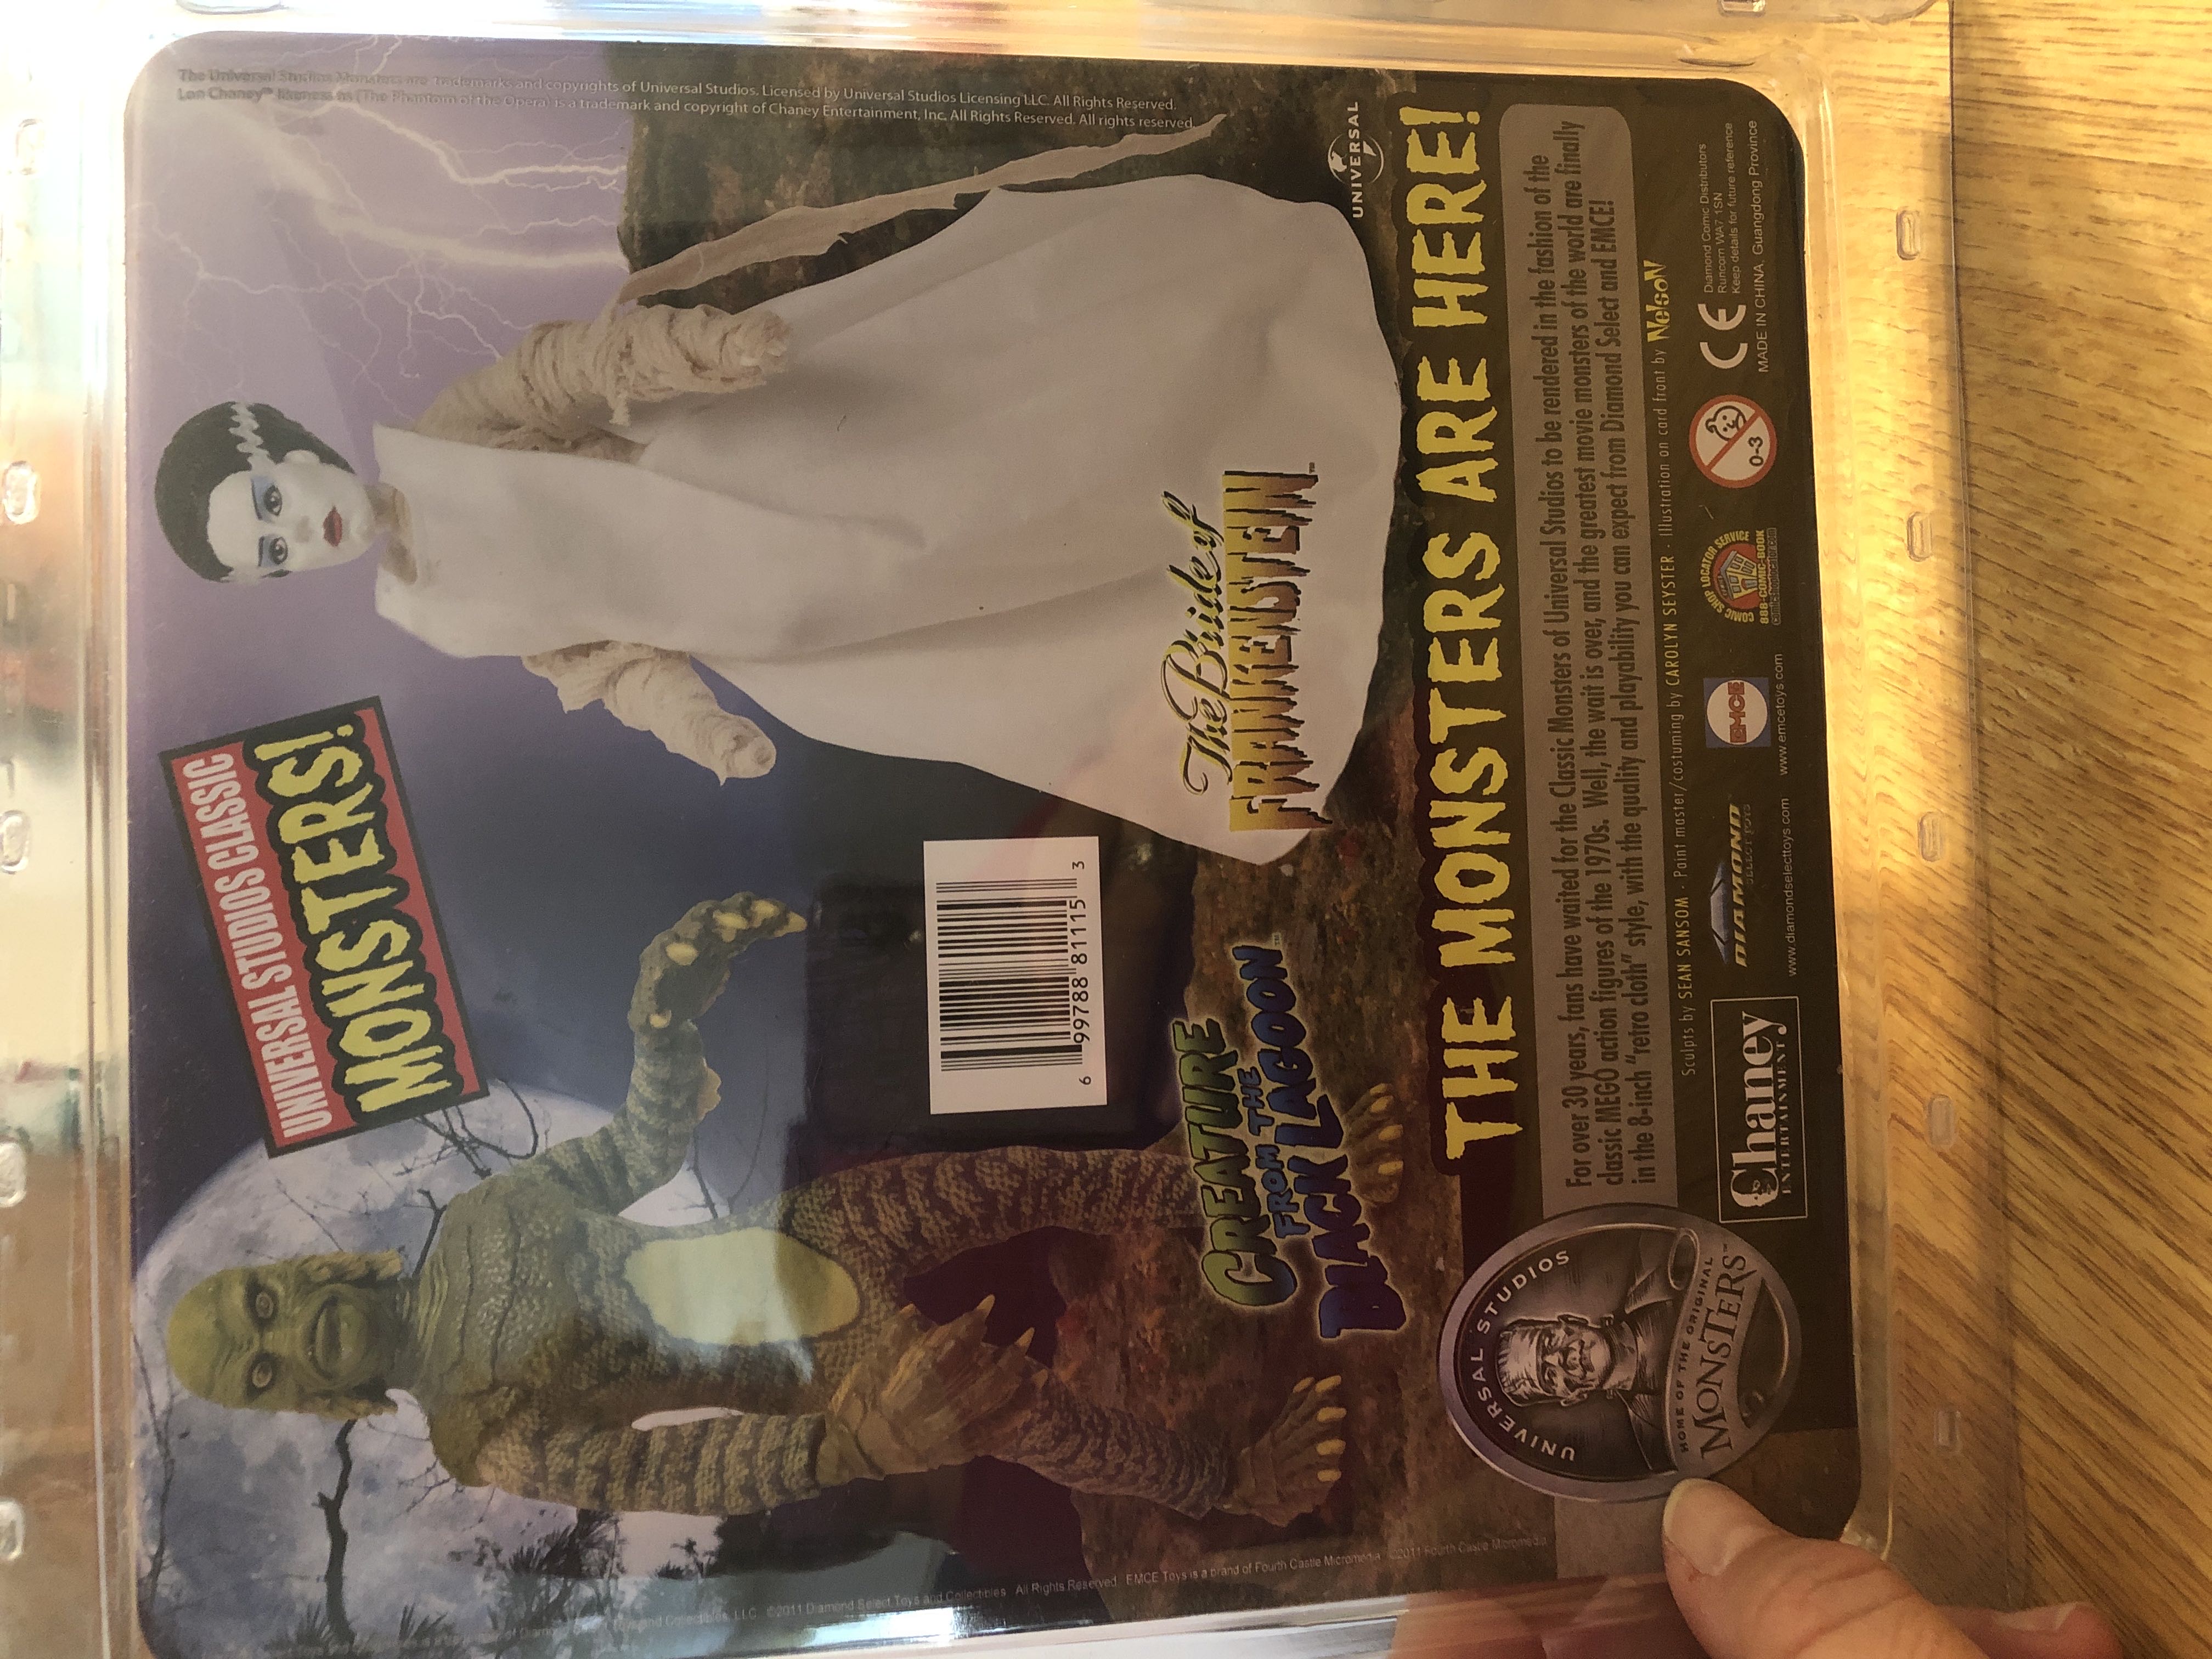 UNIVERSAL STUDIOS CLASSIC
MONSTERS!
The Universal Studios Monsters are trademarks and copyrights of Universal Studios. Licensed by Universal Studios Licensing LLC. All Rights Reserved.
Lon Chaney™ likeness as (The Phantom of the Opera) is a trademark and copyright of Chaney Entertainment, Inc. All Rights Reserved. All rights reserved.
6 99788 81115 3
CREATURE
FROM THE
BLACK LAGOON™
The Bride of
FRANKENSTEIN™
UNIVERSAL
THE MONSTERS ARE HERE!
For over 30 years, fans have waited for the Classic Monsters of Universal Studios to be rendered in the fashion of the
classic MEGO action figures of the 1970s. Well, the wait is over, and the greatest movie monsters of the world are finally
in the 8-inch "retro cloth" style, with the quality and playability you can expect from Diamond Select and EMCE!
Sculpts by SEAN SANSOM · Paint master/costuming by CAROLYN SEYSTER · Illustration on card front by NelsoN
UNIVERSAL STUDIOS
HOME OF THE ORIGINAL
MONSTERS™
Chaney
ENTERTAINMENT
DIAMOND
SELECT TOYS
www.diamondselecttoys.com
EMCE
www.emcetoys.com
COMIC SHOP LOCATOR SERVICE
888-COMIC-BOOK
0-3
CE
Diamond Comic Distributors
Runcorn WA7 1SN
Keep details for future reference
MADE IN CHINA, Guangdong Province
©2011 Diamond Select Toys and Collectibles All Rights Reserved EMCE Toys is a brand of Fourth Castle Micromedia ©2011 Fourth Castle Micromedia